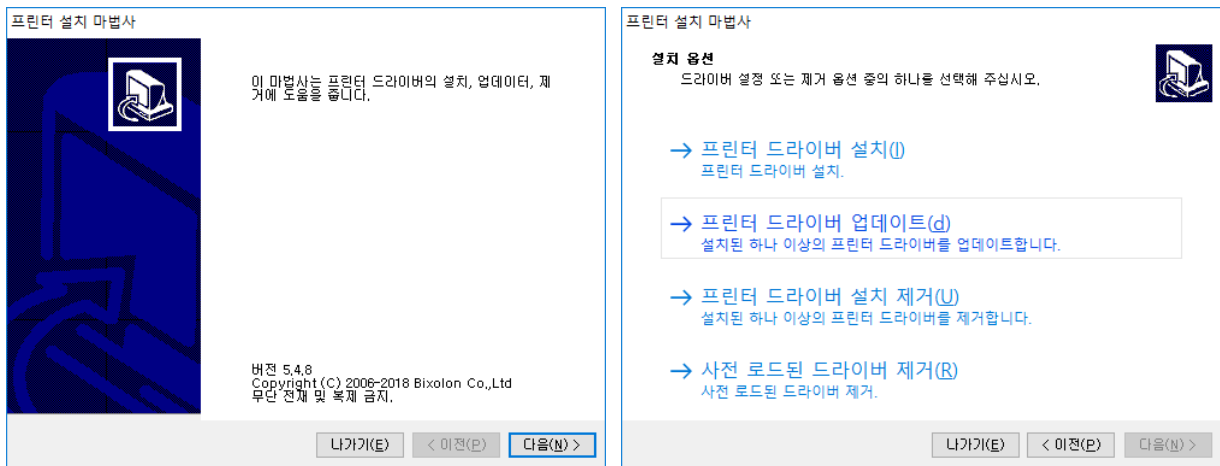 프린터 설치 마법사
이 마법사는 프린터 드라이버의 설치, 업데이터, 제
거에 도움을 줍니다.
버전 5.4.8
Copyright (C) 2006-2018 Bixolon Co.,Ltd
무단 전재 및 복제 금지.
나가기(E)
< 이전(P)
다음(N) >
프린터 설치 마법사
설치 옵션
드라이버 설정 또는 제거 옵션 중의 하나를 선택해 주십시오.
→ 프린터 드라이버 설치(I)
프린터 드라이버 설치.
→ 프린터 드라이버 업데이트(d)
설치된 하나 이상의 프린터 드라이버를 업데이트합니다.
→ 프린터 드라이버 설치 제거(U)
설치된 하나 이상의 프린터 드라이버를 제거합니다.
→ 사전 로드된 드라이버 제거(R)
사전 로드된 드라이버 제거.
나가기(E)
< 이전(P)
다음(N) >